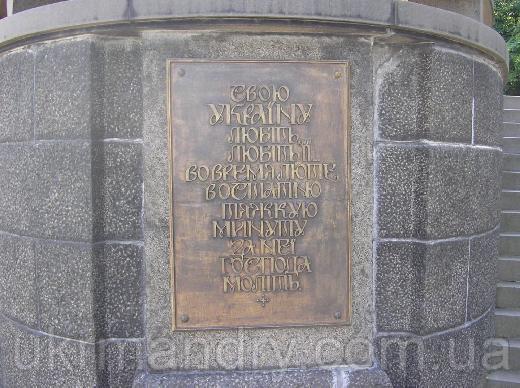 СВОЮ
УКРАЇНУ
ЛЮБІТЬ,
ЛЮБІТЬ ЇЇ...
ВО ВРЕМЯ ЛЮТЕ,
В ОСТАТНЮ
ТЯЖКУЮ
МИНУТУ
ЗА НЕЇ
ГОСПОДА
МОЛІТЬ.
ukrmandry.com.ua